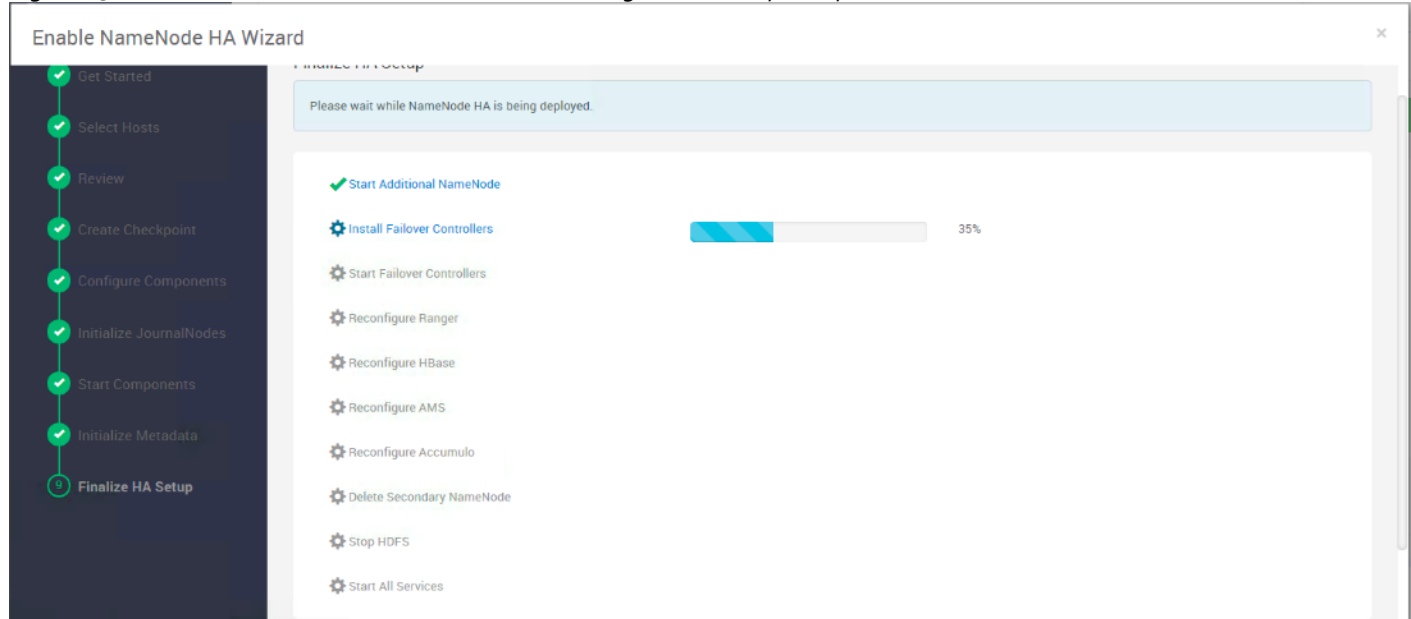 Enable NameNode HA Wizard
×
Get Started
Select Hosts
Review
Create Checkpoint
Configure Components
Initialize JournalNodes
Start Components
Initialize Metadata
9 Finalize HA Setup
Finalize HA Setup
Please wait while NameNode HA is being deployed.
Start Additional NameNode
Install Failover Controllers 35%
Start Failover Controllers
Reconfigure Ranger
Reconfigure HBase
Reconfigure AMS
Reconfigure Accumulo
Delete Secondary NameNode
Stop HDFS
Start All Services